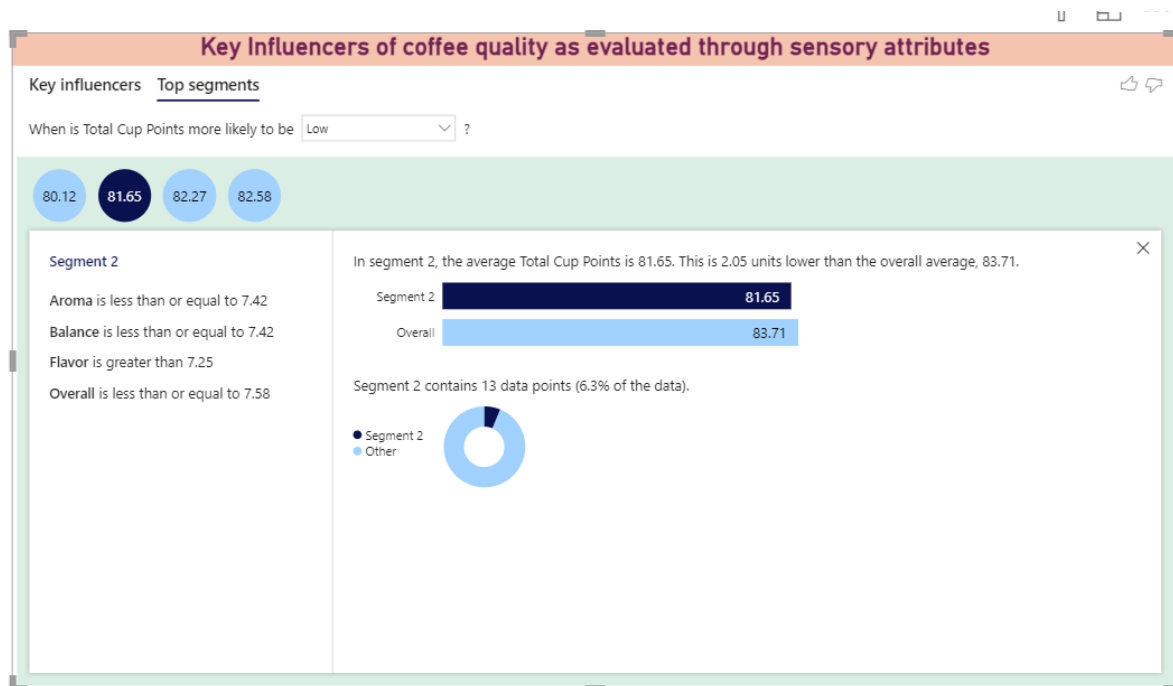 Key Influencers of coffee quality as evaluated through sensory attributes
Key influencers Top segments
When is Total Cup Points more likely to be Low ?
80.12 81.65 82.27 82.58
Segment 2
Aroma is less than or equal to 7.42
Balance is less than or equal to 7.42
Flavor is greater than 7.25
Overall is less than or equal to 7.58
In segment 2, the average Total Cup Points is 81.65. This is 2.05 units lower than the overall average, 83.71.
Segment 2 81.65
Overall 83.71
Segment 2 contains 13 data points (6.3% of the data).
Segment 2
Other